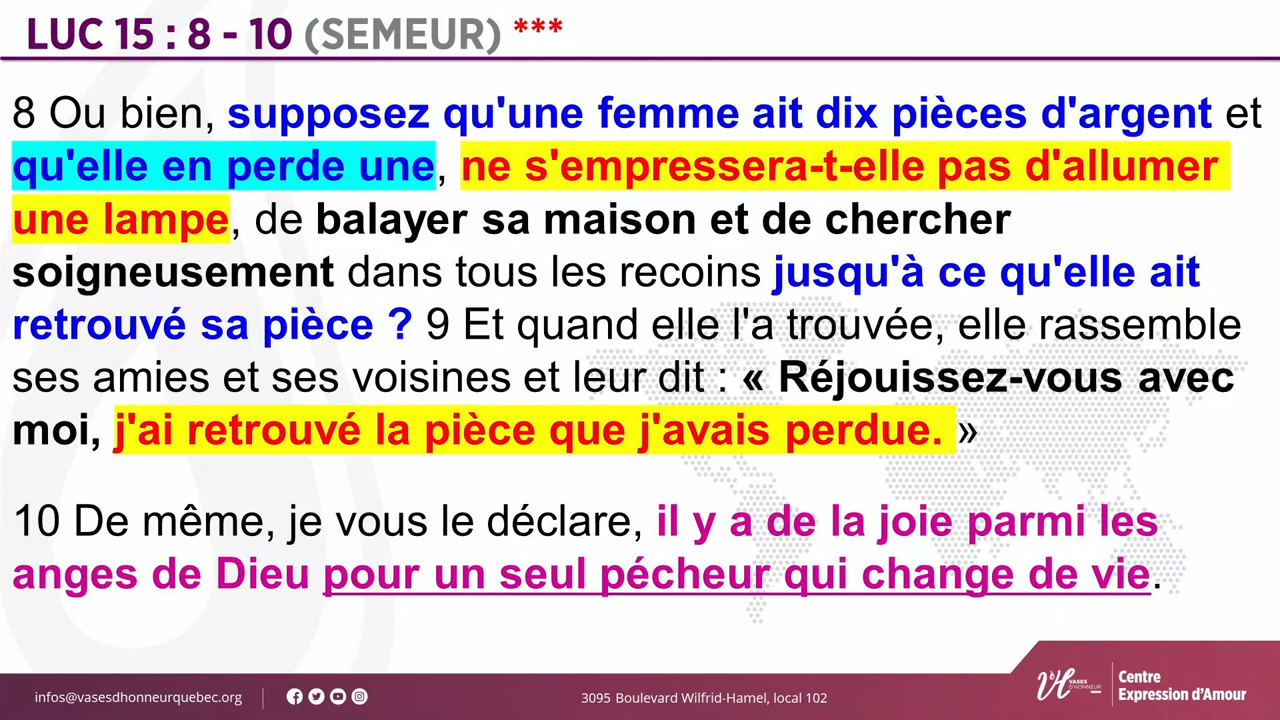 LUC 15 : 8 - 10 (SEMEUR) ***
8 Ou bien, supposez qu'une femme ait dix pièces d'argent et
qu'elle en perde une, ne s'empressera-t-elle pas d'allumer
une lampe, de balayer sa maison et de chercher
soigneusement dans tous les recoins jusqu'à ce qu'elle ait
retrouvé sa pièce ? 9 Et quand elle l'a trouvée, elle rassemble
ses amies et ses voisines et leur dit : « Réjouissez-vous avec
moi, j'ai retrouvé la pièce que j'avais perdue. »
10 De même, je vous le déclare, il y a de la joie parmi les
anges de Dieu pour un seul pécheur qui change de vie.
infos@vasesdhonneurquebec.org
3095 Boulevard Wilfrid-Hamel, local 102
VH VASES D'HONNEUR
Centre
Expression d'Amour